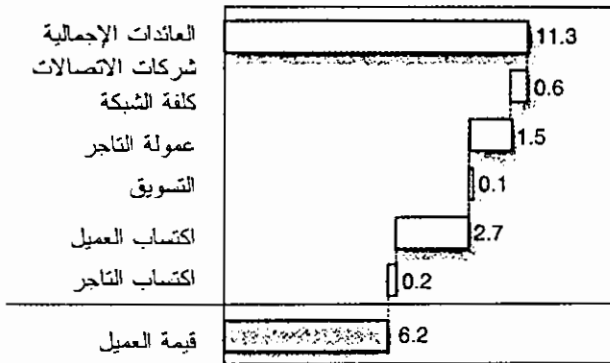 العائدات الإجمالية 11.3
شركات الاتصالات
كلفة الشبكة 0.6
عمولة التاجر 1.5
التسويق 0.1
اكتساب العميل 2.7
اكتساب التاجر 0.2
قيمة العميل 6.2